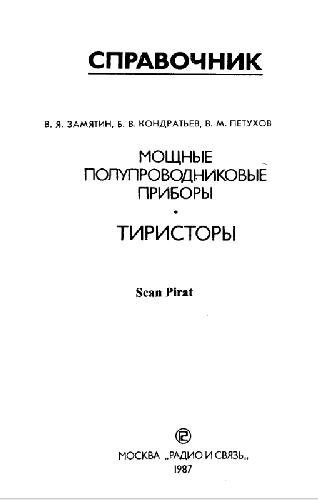 СПРАВОЧНИК
В. Я. ЗАМЯТИН, Б. В. КОНДРАТЬЕВ, В. М. ПЕТУХОВ
МОЩНЫЕ
ПОЛУПРОВОДНИКОВЫЕ
ПРИБОРЫ
•
ТИРИСТОРЫ
Scan Pirat
МОСКВА „РАДИО И СВЯЗЬ„
1987